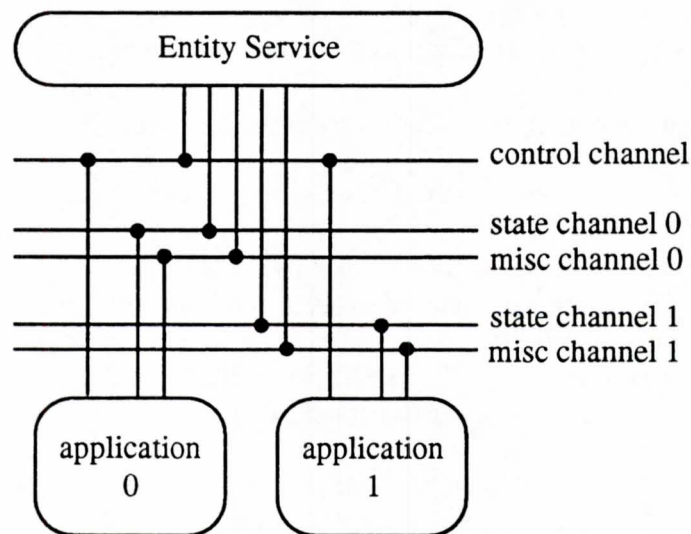 Entity Service
control channel
state channel 0
misc channel 0
state channel 1
misc channel 1
application
0
application
1